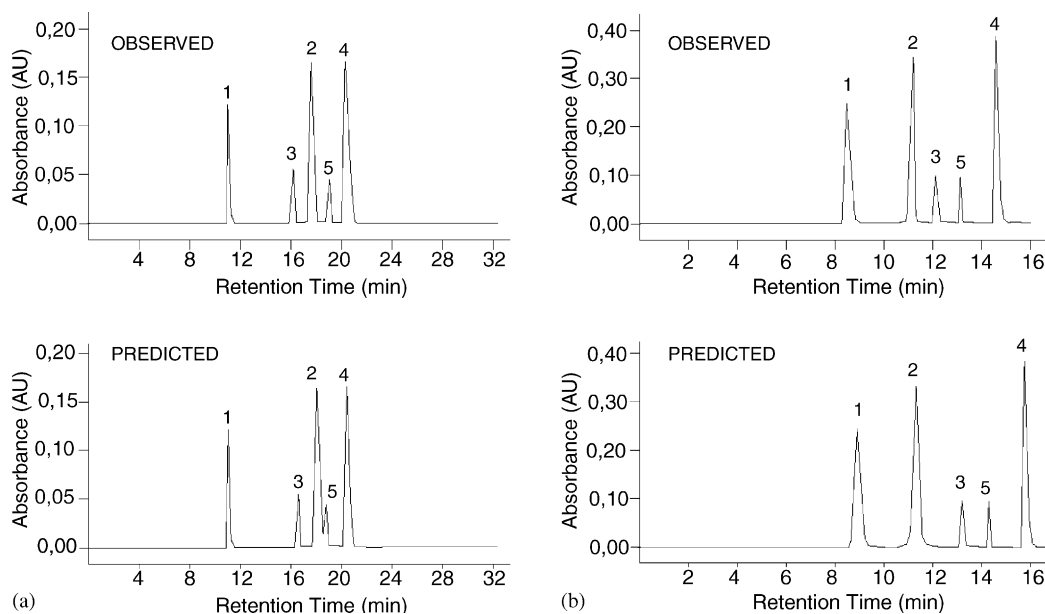 0,20
OBSERVED
0,15
0,10
0,05
0,00
Absorbance (AU)
1
3
2
5
4
4 8 12 16 20 24 28 32
Retention Time (min)
0,40
OBSERVED
0,30
0,20
0,10
0,00
Absorbance (AU)
1
2
3
5
4
2 4 6 8 10 12 14 16
Retention Time (min)
0,20
PREDICTED
0,15
0,10
0,05
0,00
Absorbance (AU)
1
3
2
5
4
4 8 12 16 20 24 28 32
Retention Time (min)
(a)
0,40
PREDICTED
0,30
0,20
0,10
0,00
Absorbance (AU)
1
2
3
5
4
2 4 6 8 10 12 14 16
Retention Time (min)
(b)